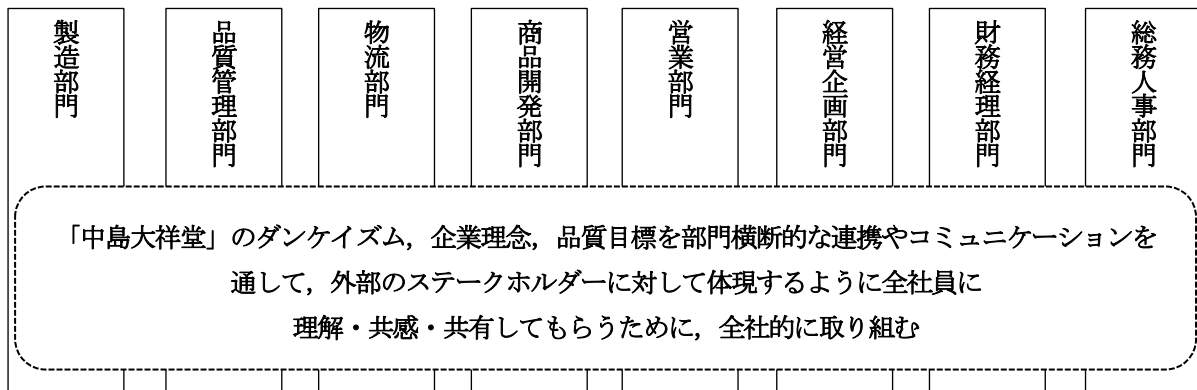 製造部門
品質管理部門
物流部門
商品開発部門
営業部門
経営企画部門
財務経理部門
総務人事部門
「中島大祥堂」のダンケイズム，企業理念，品質目標を部門横断的な連携やコミュニケーションを
通して，外部のステークホルダーに対して体現するように全社員に
理解・共感・共有してもらうために，全社的に取り組む